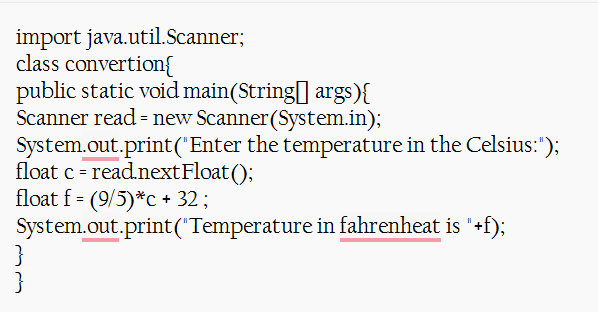 import java.util.Scanner;
class convertion{
public static void main(String[] args){
Scanner read = new Scanner(System.in);
System.out.print("Enter the temperature in the Celsius:");
float c = read.nextFloat();
float f = (9/5)*c + 32 ;
System.out.print("Temperature in fahrenheat is "+f);
}
}